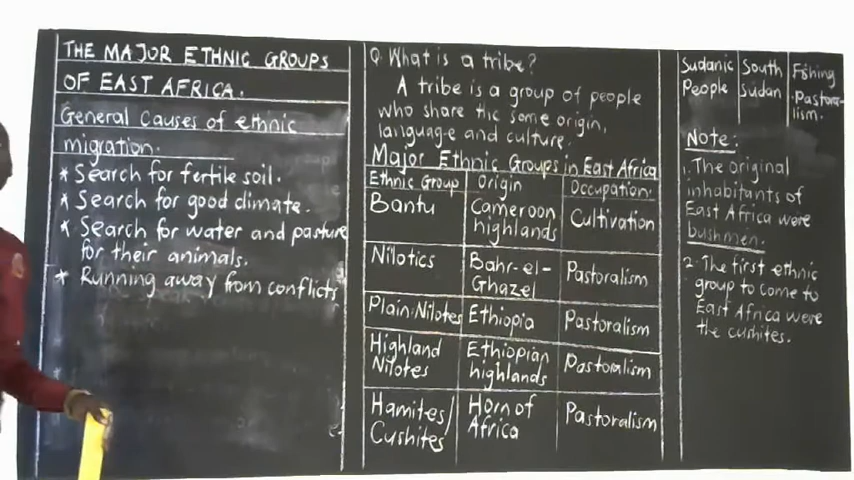 THE MAJOR ETHNIC GROUPS
OF EAST AFRICA.
General Causes of ethnic
migration.
* Search for fertile soil.
* Search for good climate.
* Search for water and pasture
for their animals.
* Running away from conflicts
Q. What is a tribe?
A tribe is a group of people
who share the same origin,
language and culture.
Major Ethnic Groups in East Africa
Ethnic Group Origin Occupation.
Bantu Cameroon highlands Cultivation
Nilotics Bahr-el-Ghazel Pastoralism
Plain Nilotes Ethiopia Pastoralism
Highland Nilotes Ethiopian highlands Pastoralism
Hamites/Cushites Horn of Africa Pastoralism
Sudanic People South Sudan Fishing . Pastoralism.
Note:
1. The original
inhabitants of
East Africa were
bushmen.
2. The first ethnic
group to come to
East Africa were
the cushites.